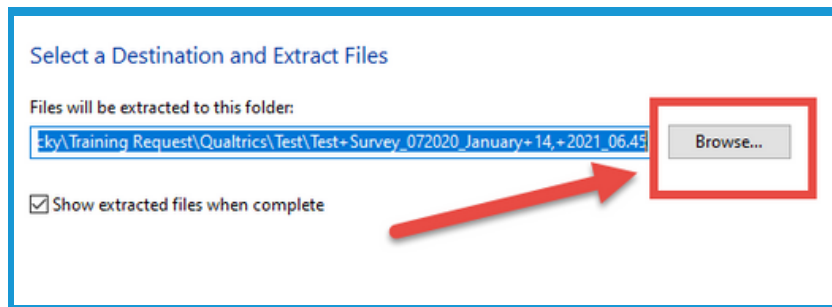 Select a Destination and Extract Files
Files will be extracted to this folder:
cky\Training Request\Qualtrics\Test\Test+Survey_072020_January+14,+2021_06.45
Browse...
Show extracted files when complete